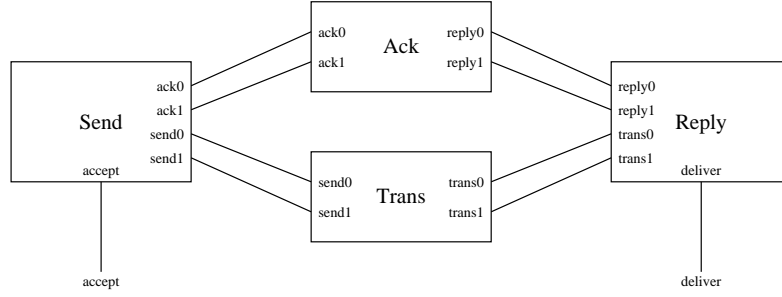 ack0
reply0
Ack
ack1
reply1
ack0
reply0
ack1
reply1
Send
Reply
send0
trans0
send1
trans1
accept
deliver
send0
trans0
Trans
send1
trans1
accept
deliver